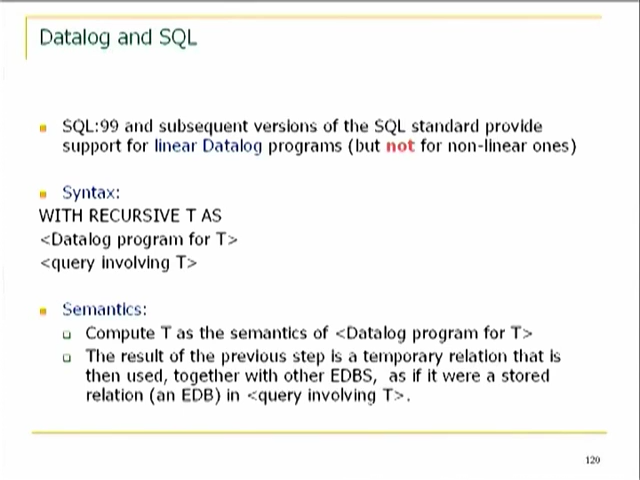 Datalog and SQL
SQL:99 and subsequent versions of the SQL standard provide
support for linear Datalog programs (but not for non-linear ones)
Syntax:
WITH RECURSIVE T AS
<Datalog program for T>
<query involving T>
Semantics:
Compute T as the semantics of <Datalog program for T>
The result of the previous step is a temporary relation that is
then used, together with other EDBS, as if it were a stored
relation (an EDB) in <query involving T>.
120